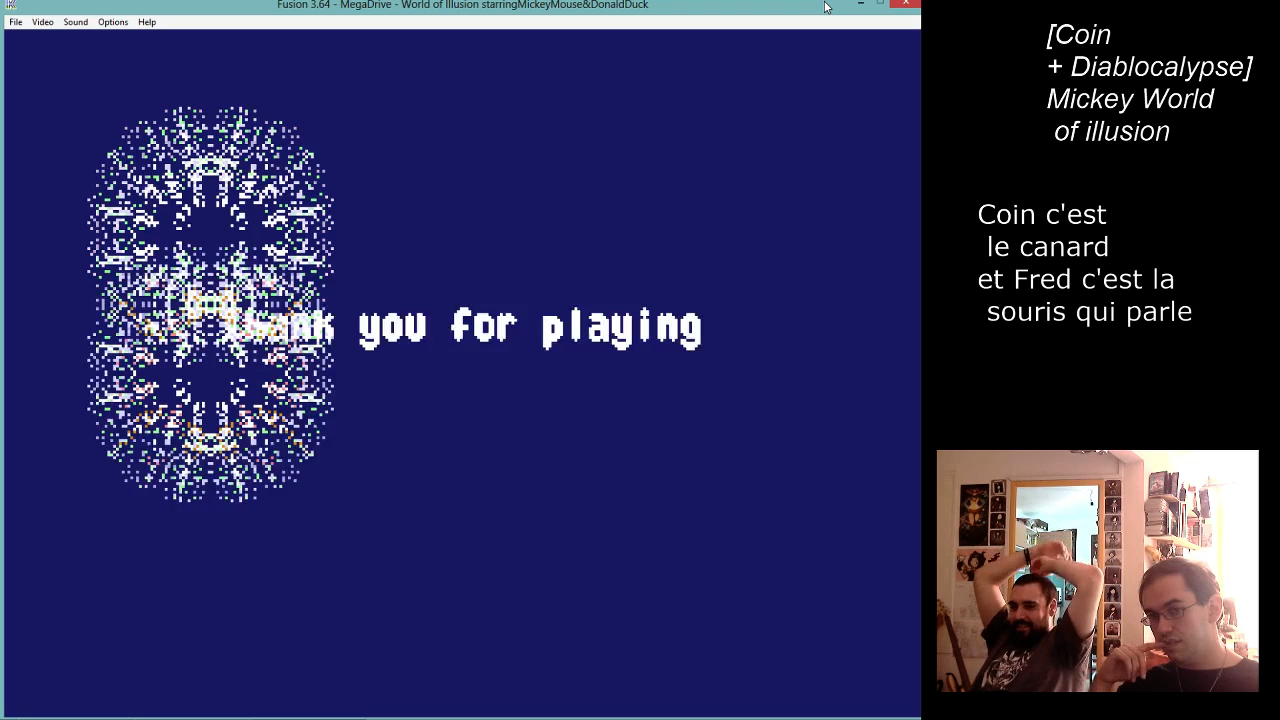 Fusion 3.64 - MegaDrive - World of Illusion starringMickeyMouse&DonaldDuck
File Video Sound Options Help
Thank you for playing
[Coin
+ Diablocalypse]
Mickey World
of illusion
Coin c'est
le canard
et Fred c'est la
souris qui parle